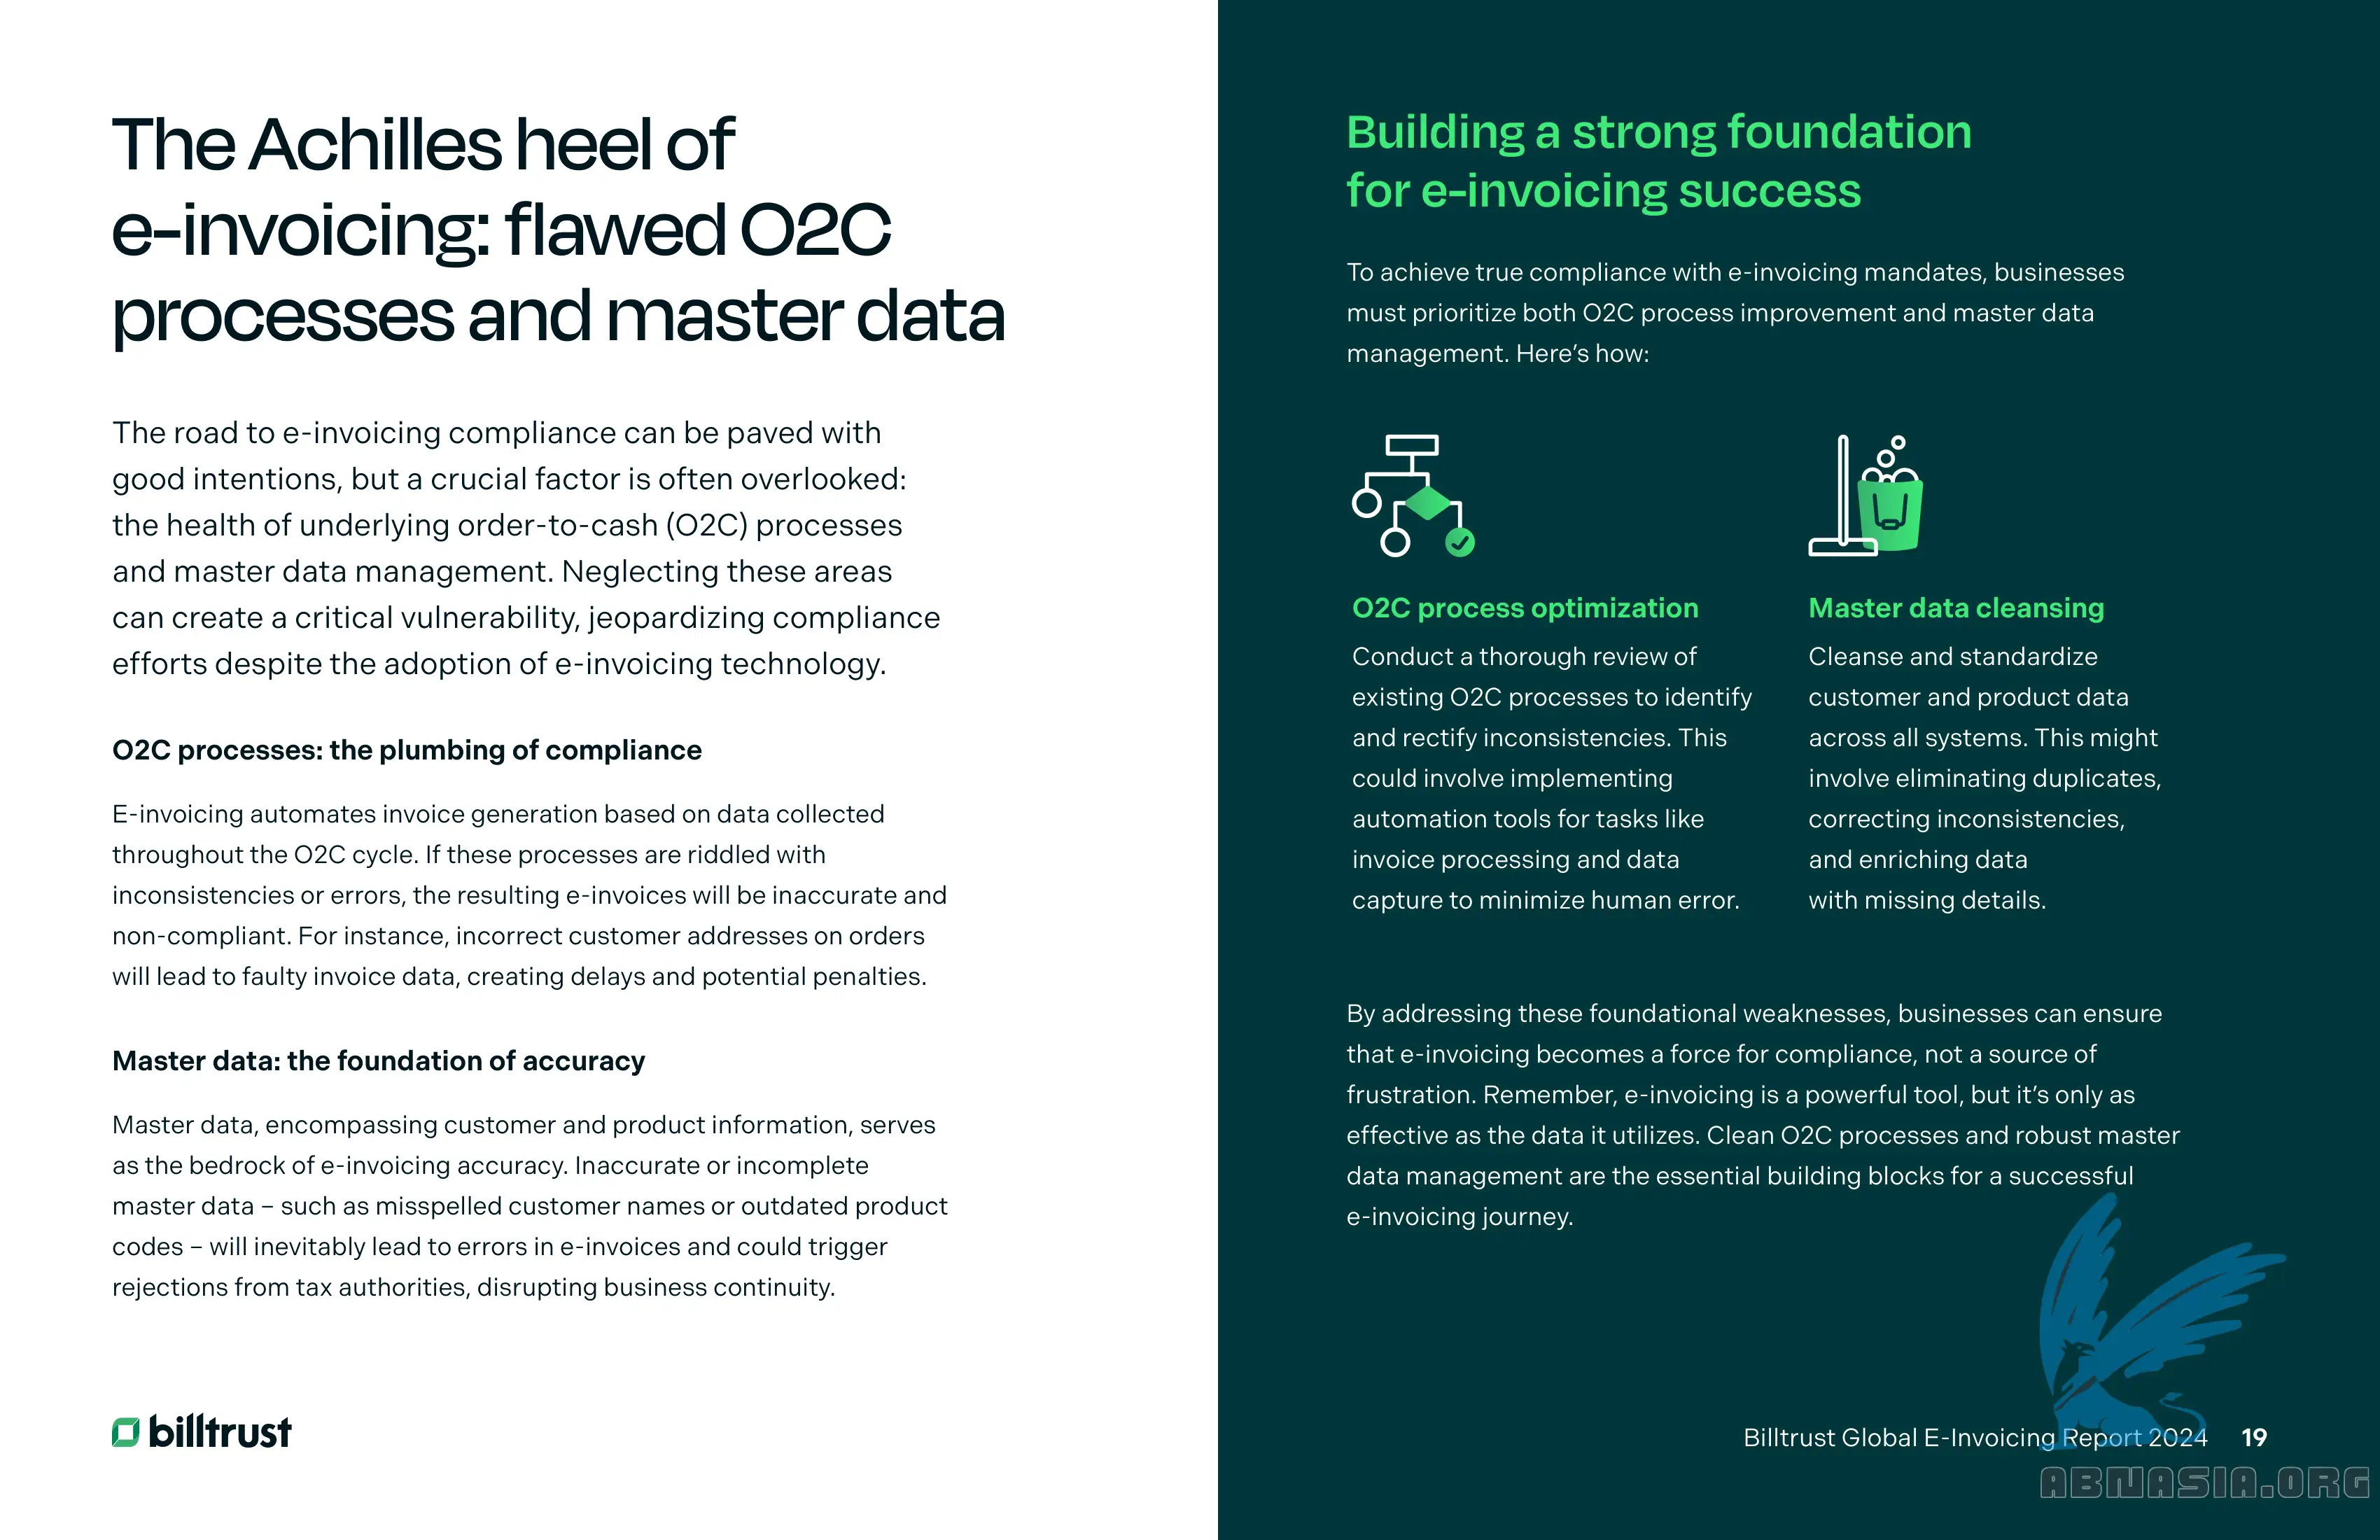 The Achilles heel of
e-invoicing: flawed O2C
processes and master data
The road to e-invoicing compliance can be paved with
good intentions, but a crucial factor is often overlooked:
the health of underlying order-to-cash (O2C) processes
and master data management. Neglecting these areas
can create a critical vulnerability, jeopardizing compliance
efforts despite the adoption of e-invoicing technology.
O2C processes: the plumbing of compliance
E-invoicing automates invoice generation based on data collected
throughout the O2C cycle. If these processes are riddled with
inconsistencies or errors, the resulting e-invoices will be inaccurate and
non-compliant. For instance, incorrect customer addresses on orders
will lead to faulty invoice data, creating delays and potential penalties.
Master data: the foundation of accuracy
Master data, encompassing customer and product information, serves
as the bedrock of e-invoicing accuracy. Inaccurate or incomplete
master data – such as misspelled customer names or outdated product
codes – will inevitably lead to errors in e-invoices and could trigger
rejections from tax authorities, disrupting business continuity.
billtrust
Building a strong foundation
for e-invoicing success
To achieve true compliance with e-invoicing mandates, businesses
must prioritize both O2C process improvement and master data
management. Here's how:
O2C process optimization
Conduct a thorough review of
existing O2C processes to identify
and rectify inconsistencies. This
could involve implementing
automation tools for tasks like
invoice processing and data
capture to minimize human error.
Master data cleansing
Cleanse and standardize
customer and product data
across all systems. This might
involve eliminating duplicates,
correcting inconsistencies,
and enriching data
with missing details.
By addressing these foundational weaknesses, businesses can ensure
that e-invoicing becomes a force for compliance, not a source of
frustration. Remember, e-invoicing is a powerful tool, but it's only as
effective as the data it utilizes. Clean O2C processes and robust master
data management are the essential building blocks for a successful
e-invoicing journey.
Billtrust Global E-Invoicing Report 2024 19
ABNASIA.ORG